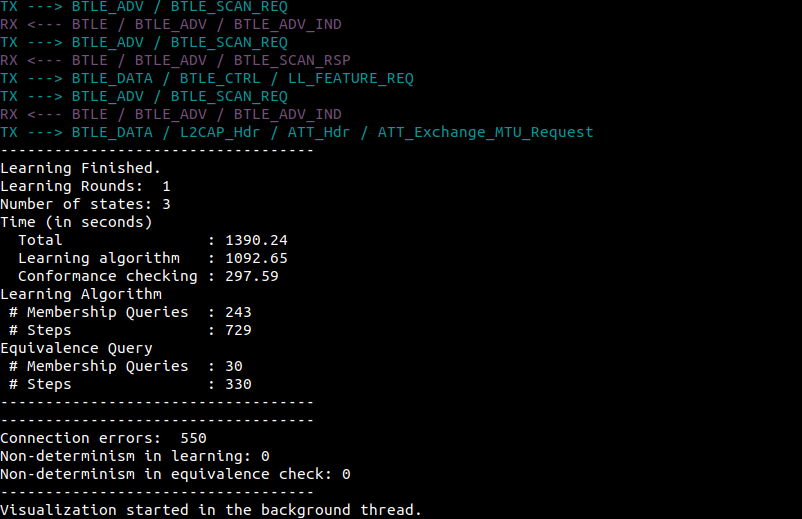 TX ---> BTLE_ADV / BTLE_SCAN_REQ
RX <--- BTLE / BTLE_ADV / BTLE_ADV_IND
TX ---> BTLE_ADV / BTLE_SCAN_REQ
RX <--- BTLE / BTLE_ADV / BTLE_SCAN_RSP
TX ---> BTLE_DATA / BTLE_CTRL / LL_FEATURE_REQ
TX ---> BTLE_ADV / BTLE_SCAN_REQ
RX <--- BTLE / BTLE_ADV / BTLE_ADV_IND
TX ---> BTLE_DATA / L2CAP_Hdr / ATT_Hdr / ATT_Exchange_MTU_Request
-----------------------------------
Learning Finished.
Learning Rounds:  1
Number of states: 3
Time (in seconds)
  Total                : 1390.24
  Learning algorithm   : 1092.65
  Conformance checking : 297.59
Learning Algorithm
 # Membership Queries  : 243
 # Steps               : 729
Equivalence Query
 # Membership Queries  : 30
 # Steps               : 330
-----------------------------------
-----------------------------------
Connection errors:  550
Non-determinism in learning: 0
Non-determinism in equivalence check: 0
-----------------------------------
Visualization started in the background thread.